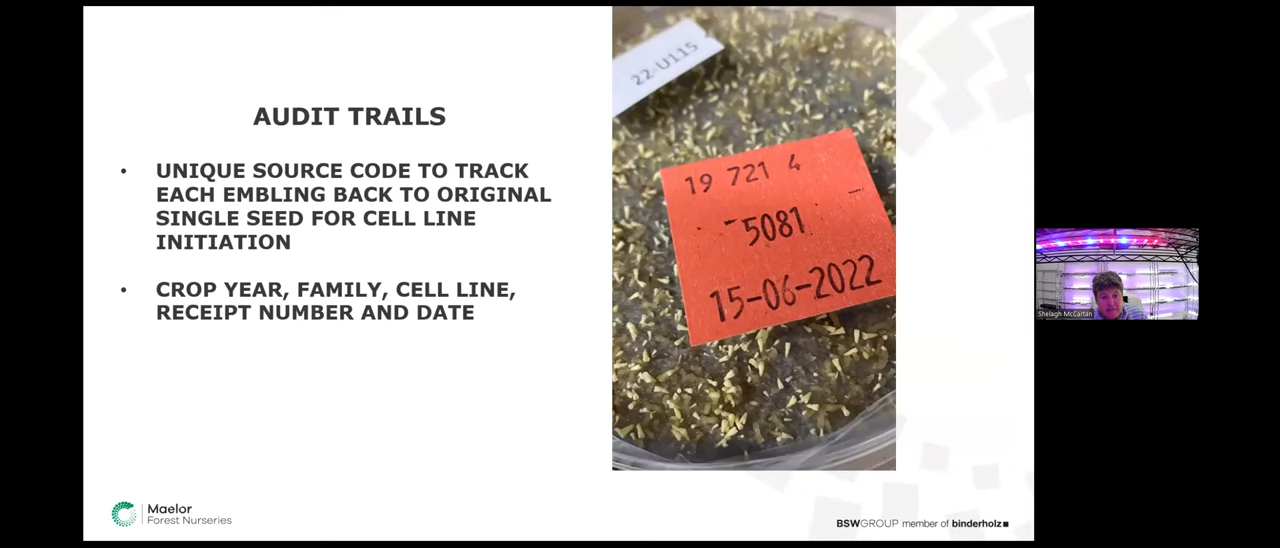 AUDIT TRAILS
• UNIQUE SOURCE CODE TO TRACK
EACH EMBLING BACK TO ORIGINAL
SINGLE SEED FOR CELL LINE
INITIATION
• CROP YEAR, FAMILY, CELL LINE,
RECEIPT NUMBER AND DATE
22-U115
19 721 4
5081
15-06-2022
Shelagh McCartan
Maelor
Forest Nurseries
BSWGROUP member of binderholz